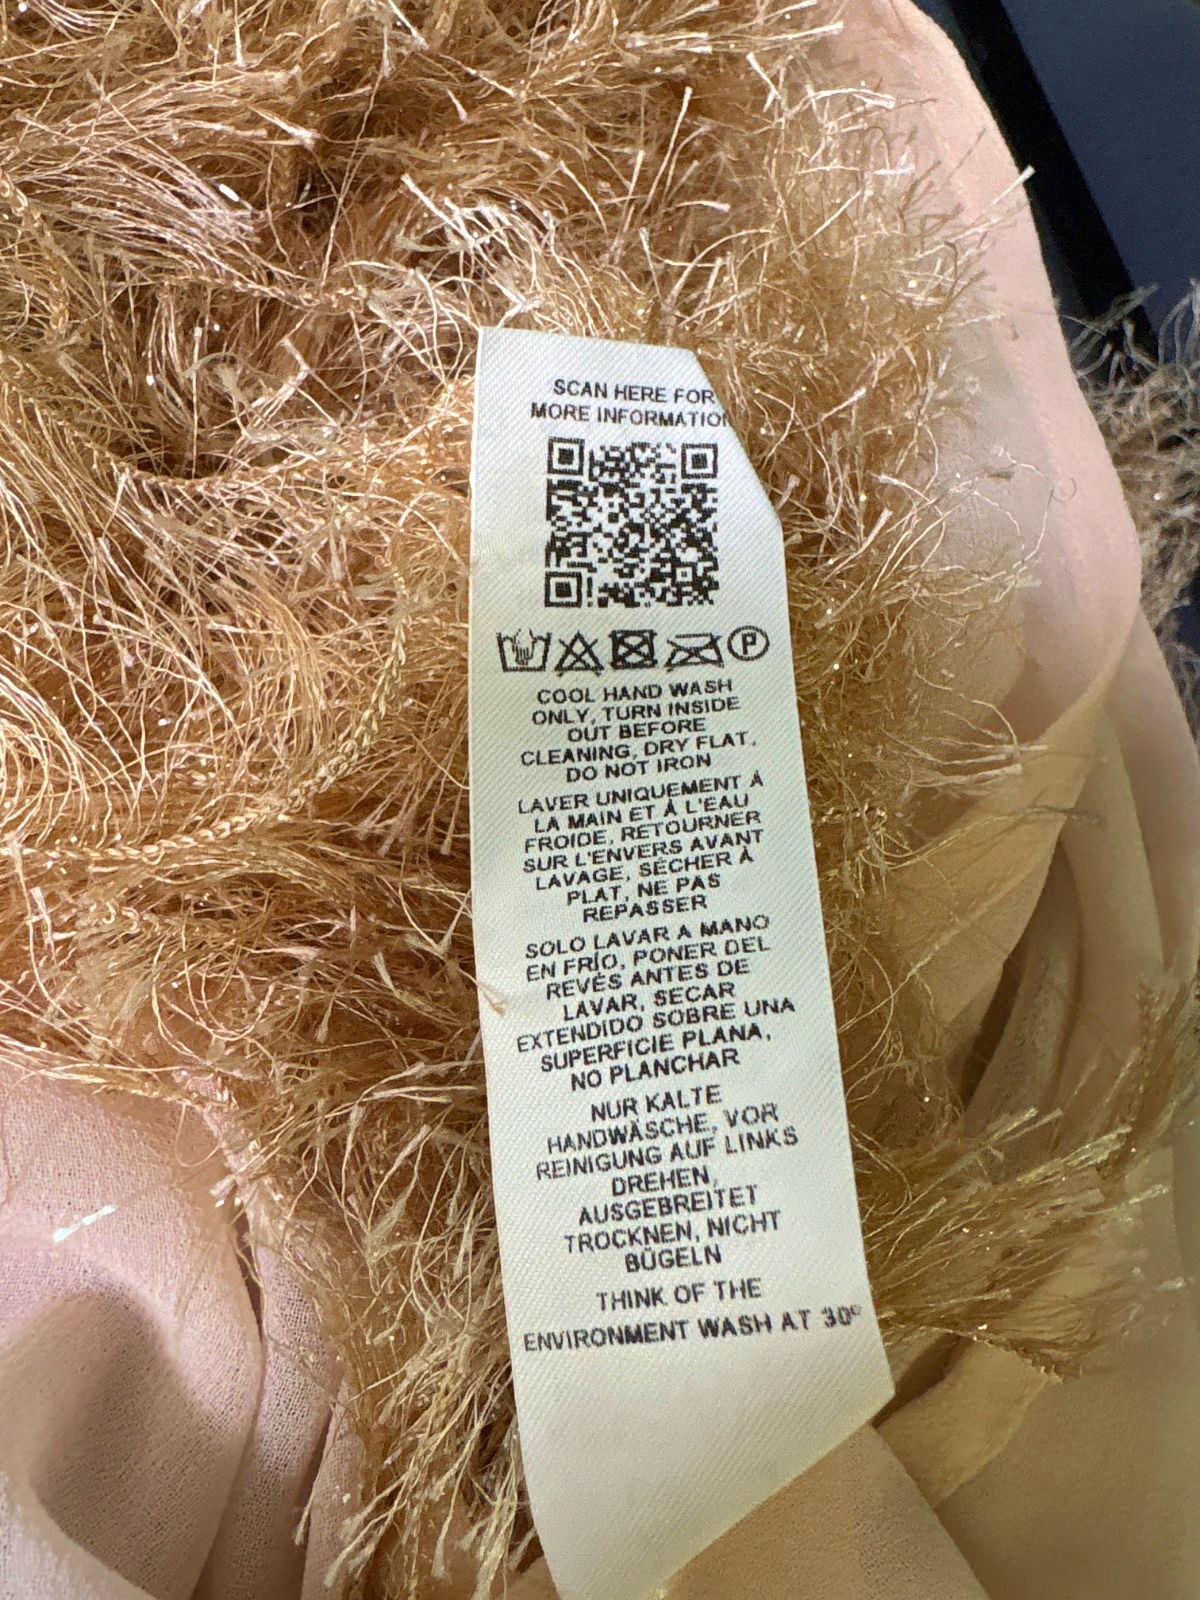 SCAN HERE FOR
MORE INFORMATION
P
COOL HAND WASH
ONLY, TURN INSIDE
OUT BEFORE
CLEANING, DRY FLAT,
DO NOT IRON
LAVER UNIQUEMENT À
LA MAIN ET À L'EAU
FROIDE, RETOURNER
SUR L'ENVERS AVANT
LAVAGE, SÉCHER À
PLAT, NE PAS
REPASSER
SOLO LAVAR A MANO
EN FRÍO, PONER DEL
REVÉS ANTES DE
LAVAR, SECAR
EXTENDIDO SOBRE UNA
SUPERFICIE PLANA,
NO PLANCHAR
NUR KALTE
HANDWÄSCHE, VOR
REINIGUNG AUF LINKS
DREHEN,
AUSGEBREITET
TROCKNEN, NICHT
BÜGELN
THINK OF THE
ENVIRONMENT WASH AT 30°